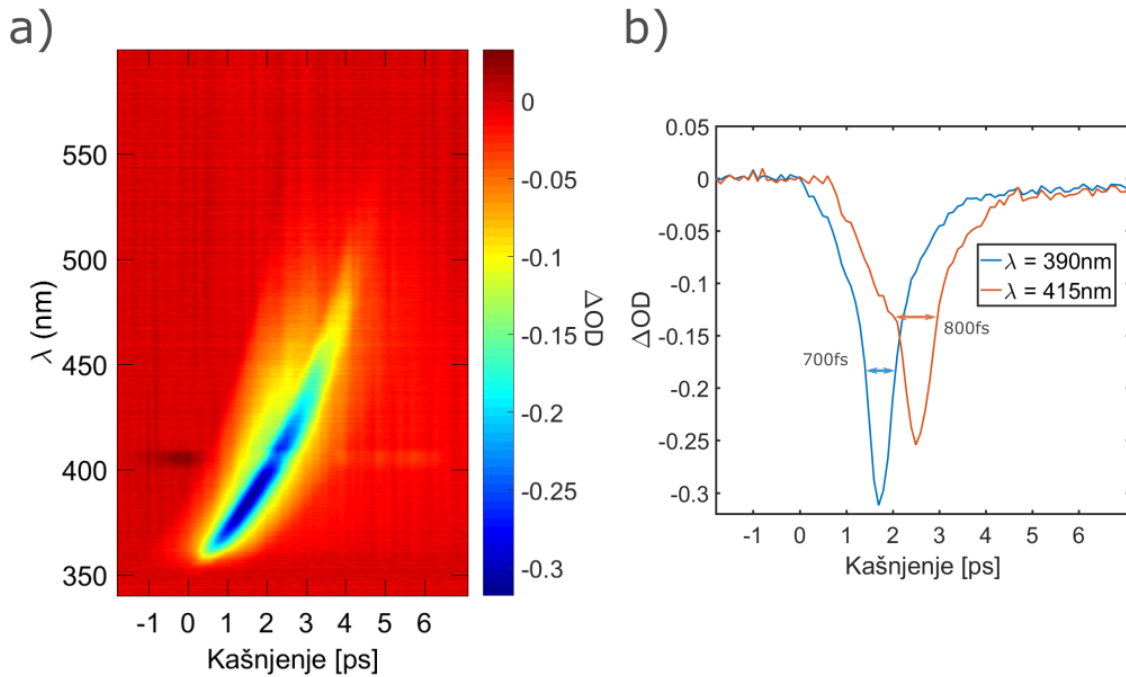 a)
λ (nm)
550
500
450
400
350
-1 0 1 2 3 4 5 6
Kašnjenje [ps]
0
-0.05
-0.1
-0.15
-0.2
-0.25
-0.3
ΔOD
b)
0.05
0
-0.05
-0.1
-0.15
-0.2
-0.25
-0.3
ΔOD
-1 0 1 2 3 4 5 6
Kašnjenje [ps]
λ = 390nm
λ = 415nm
700fs
800fs